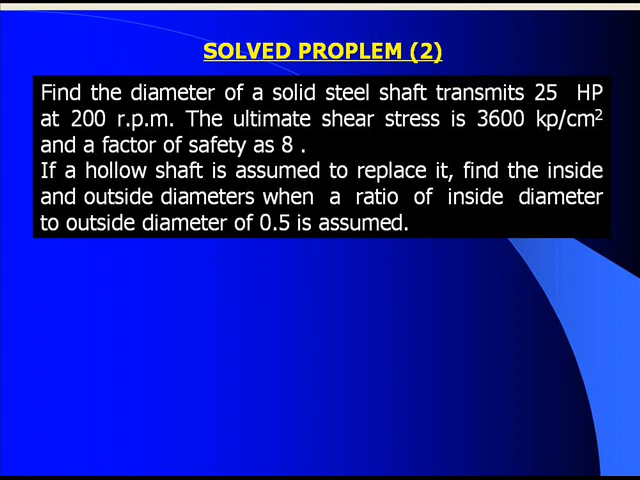 SOLVED PROPLEM (2)
Find the diameter of a solid steel shaft transmits 25 HP
at 200 r.p.m. The ultimate shear stress is 3600 kp/cm²
and a factor of safety as 8 .
If a hollow shaft is assumed to replace it, find the inside
and outside diameters when a ratio of inside diameter
to outside diameter of 0.5 is assumed.